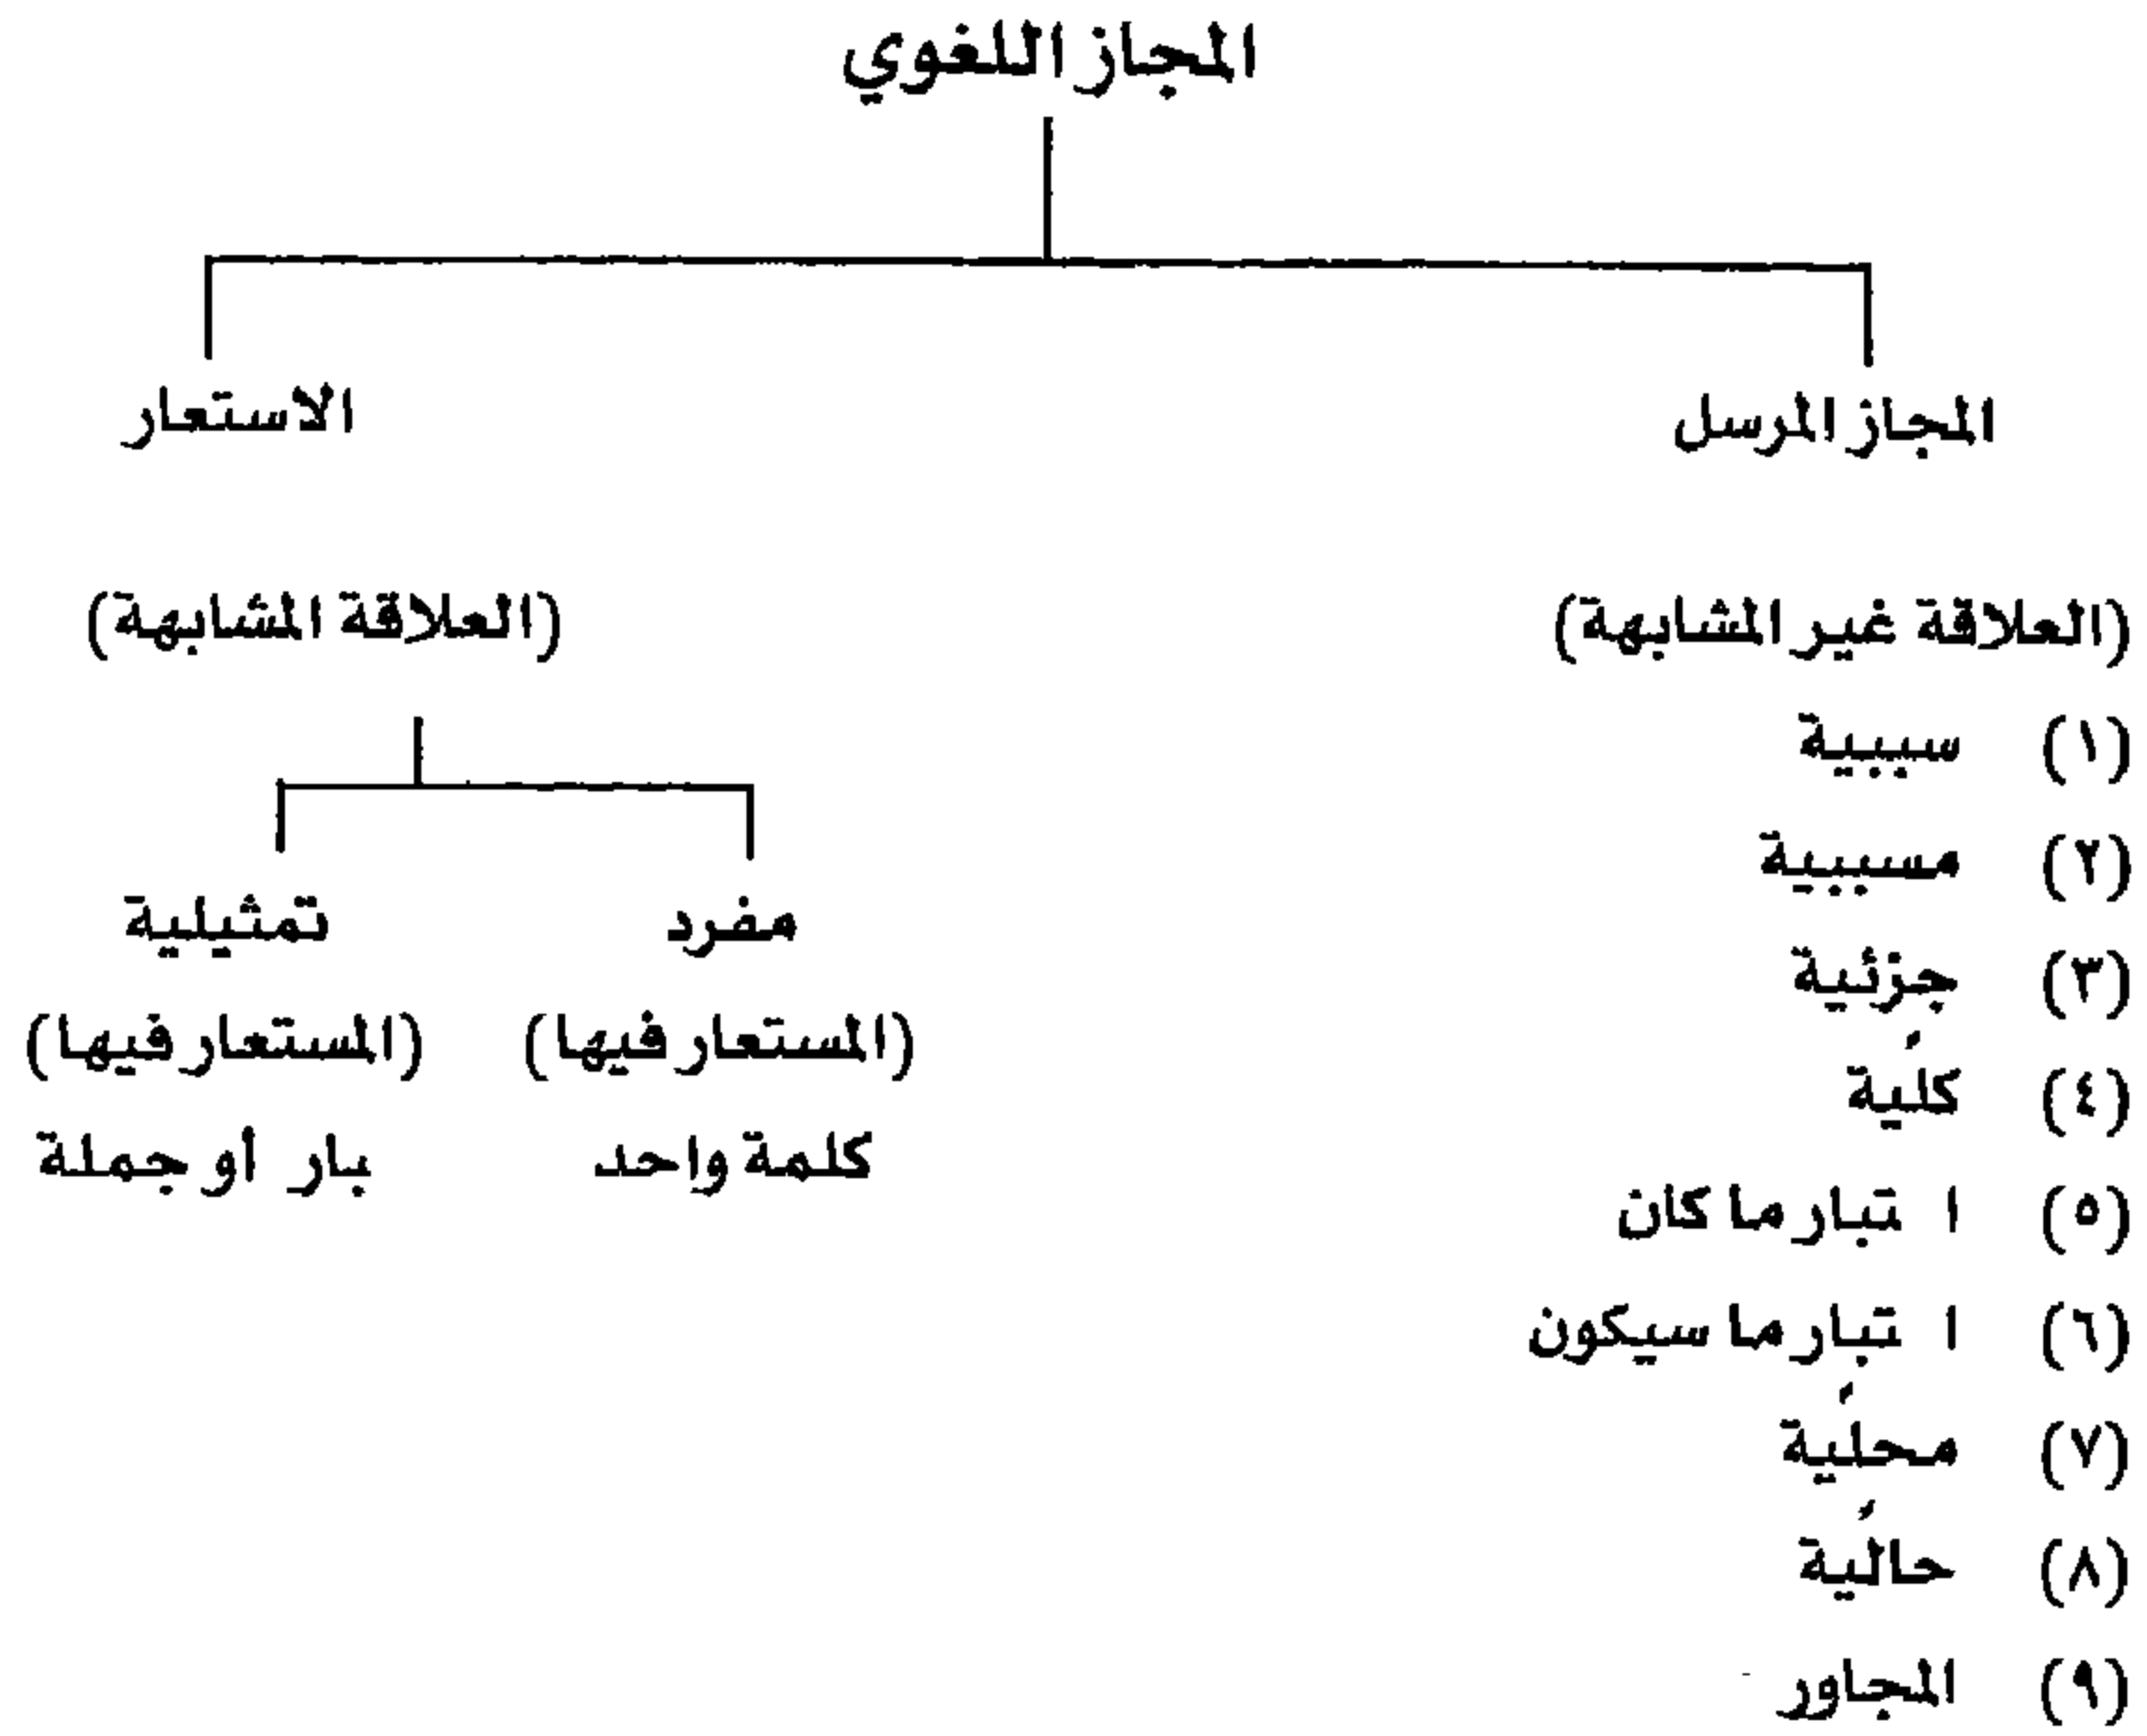 المجاز اللغوي
المجاز المرسل
(العلاقة غير المشابهة)
(١) سببية
(٢) مسببية
(٣) جزئية
(٤) كلية
(٥) ا تبار ما كان
(٦) ا تبار ما سيكون
(٧) محلية
(٨) حالية
(٩) المجاور
الاستعار
(العلاقة المشابهة)
مفرد
(المستعار فيها)
كلمة واحد
تمثيلية
(المستعار فيها)
بار أو جملة